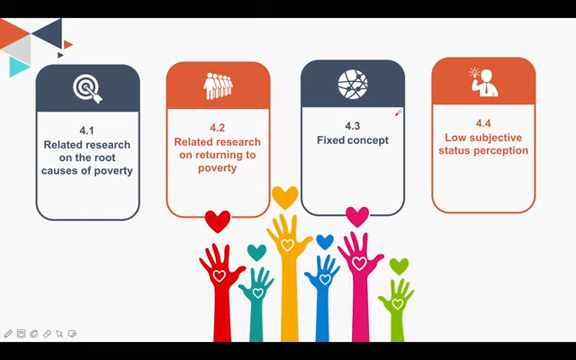 4.1
Related research
on the root
causes of poverty
4.2
Related research
on returning to
poverty
4.3
Fixed concept
4.4
Low subjective
status perception